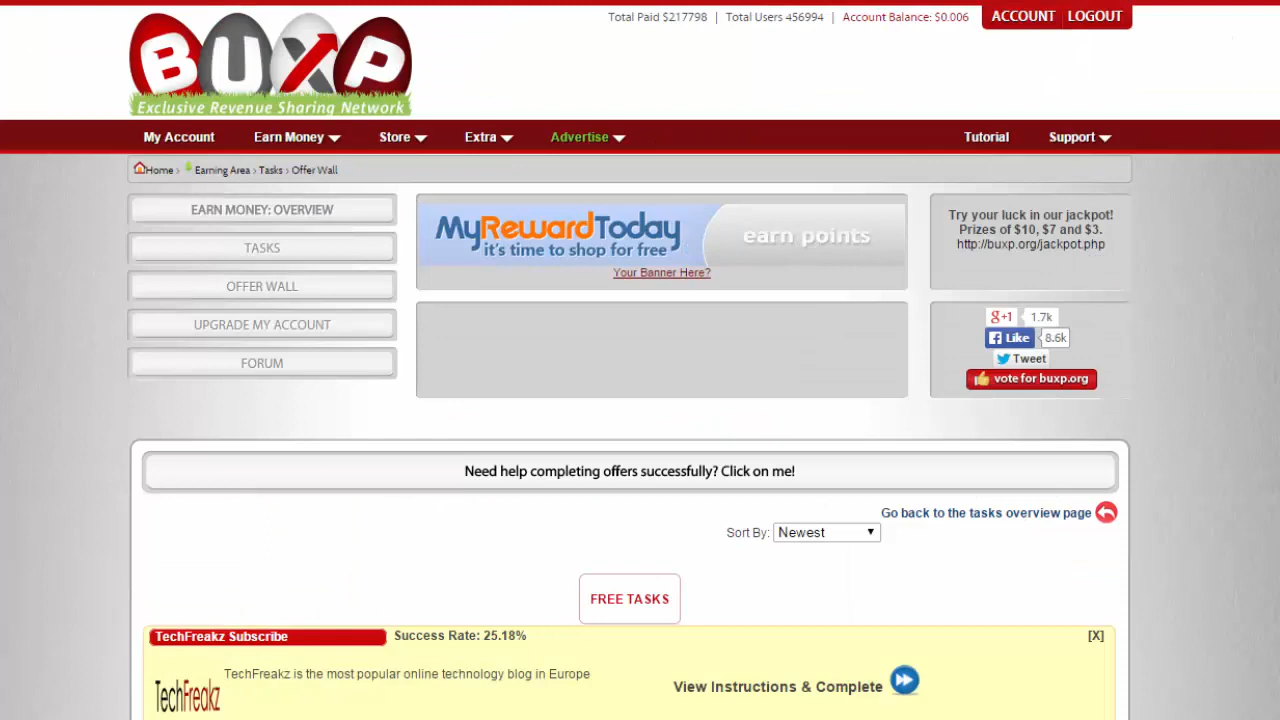 Total Paid $217798 | Total Users 456994 | Account Balance: $0.006
ACCOUNT | LOGOUT
BUXP
Exclusive Revenue Sharing Network
My Account
Earn Money
Store
Extra
Advertise
Tutorial
Support
Home › Earning Area › Tasks › Offer Wall
EARN MONEY: OVERVIEW
TASKS
OFFER WALL
UPGRADE MY ACCOUNT
FORUM
MyRewardToday
it's time to shop for free
earn points
Your Banner Here?
Try your luck in our jackpot!
Prizes of $10, $7 and $3.
http://buxp.org/jackpot.php
g+1 1.7k
Like 8.6k
Tweet
vote for buxp.org
Need help completing offers successfully? Click on me!
Go back to the tasks overview page
Sort By: Newest
FREE TASKS
TechFreakz Subscribe
Success Rate: 25.18%
[X]
TechFreakz is the most popular online technology blog in Europe
TechFreakz
View Instructions & Complete